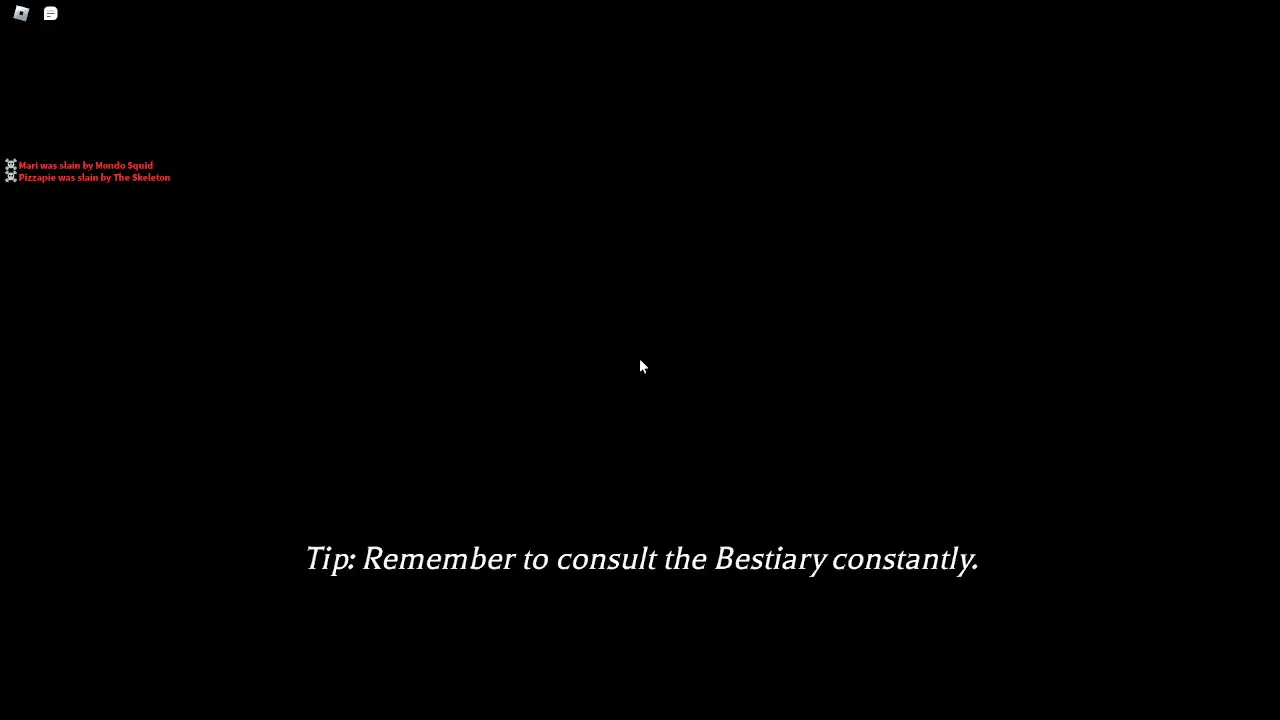 Mari was slain by Mondo Squid
Pizzapie was slain by The Skeleton
Tip: Remember to consult the Bestiary constantly.